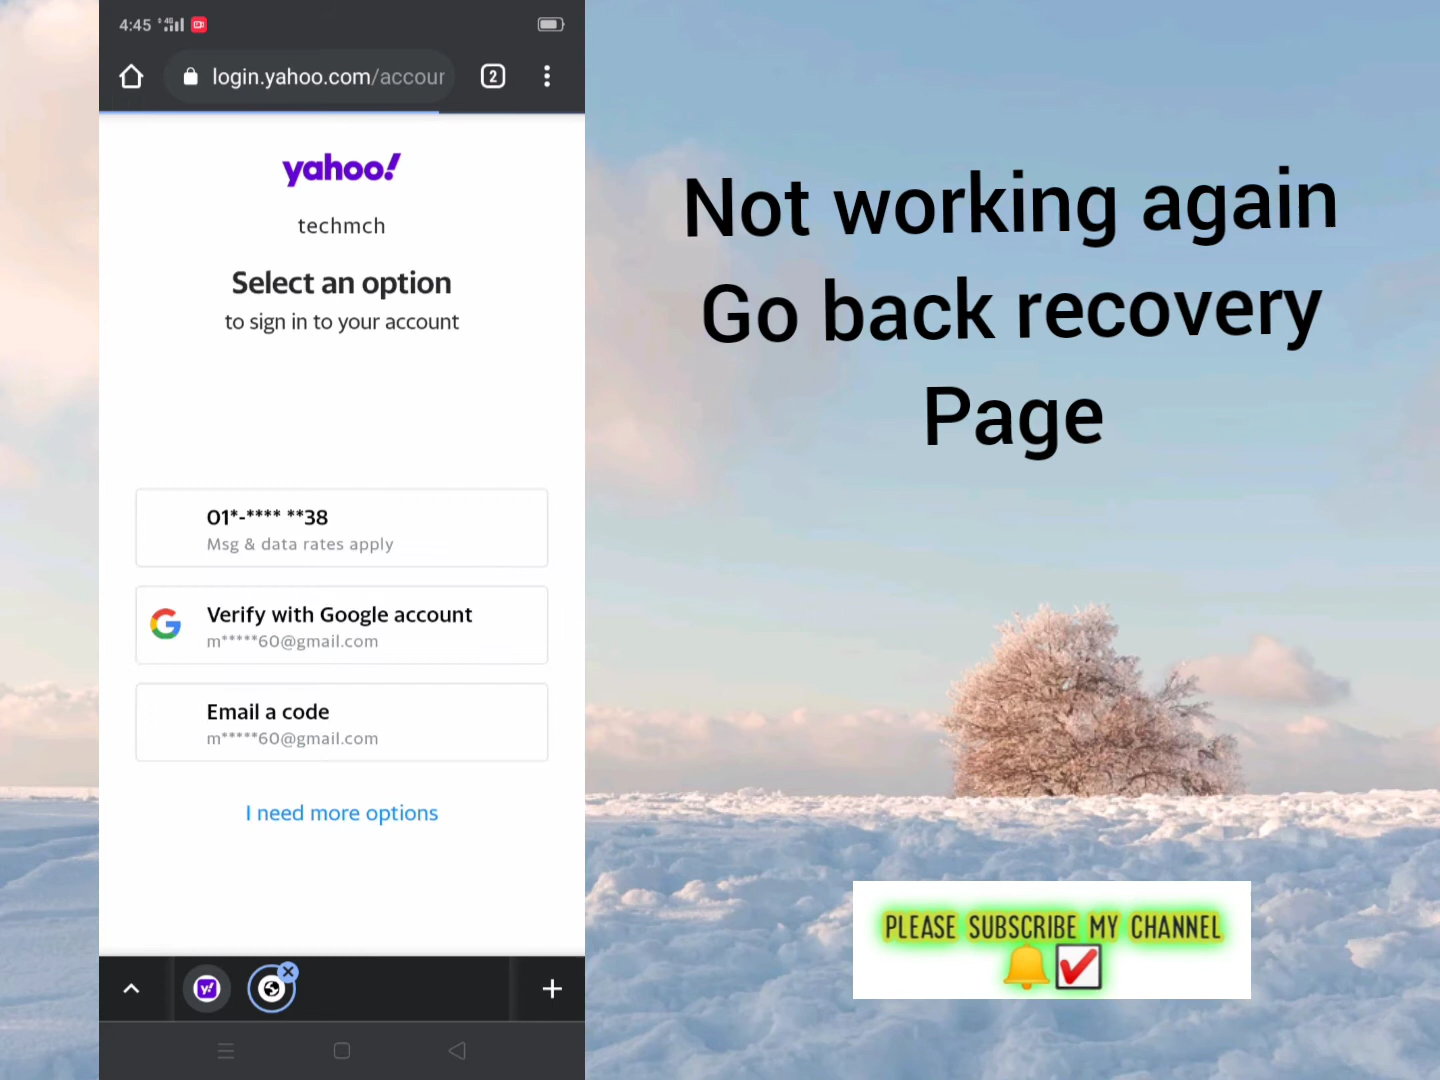 4:45 4G
login.yahoo.com/accour
2
yahoo!
techmch
Select an option
to sign in to your account
01*-**** **38
Msg & data rates apply
Verify with Google account
m*****60@gmail.com
Email a code
m*****60@gmail.com
I need more options
y!
Not working again
Go back recovery
Page
PLEASE SUBSCRIBE MY CHANNEL